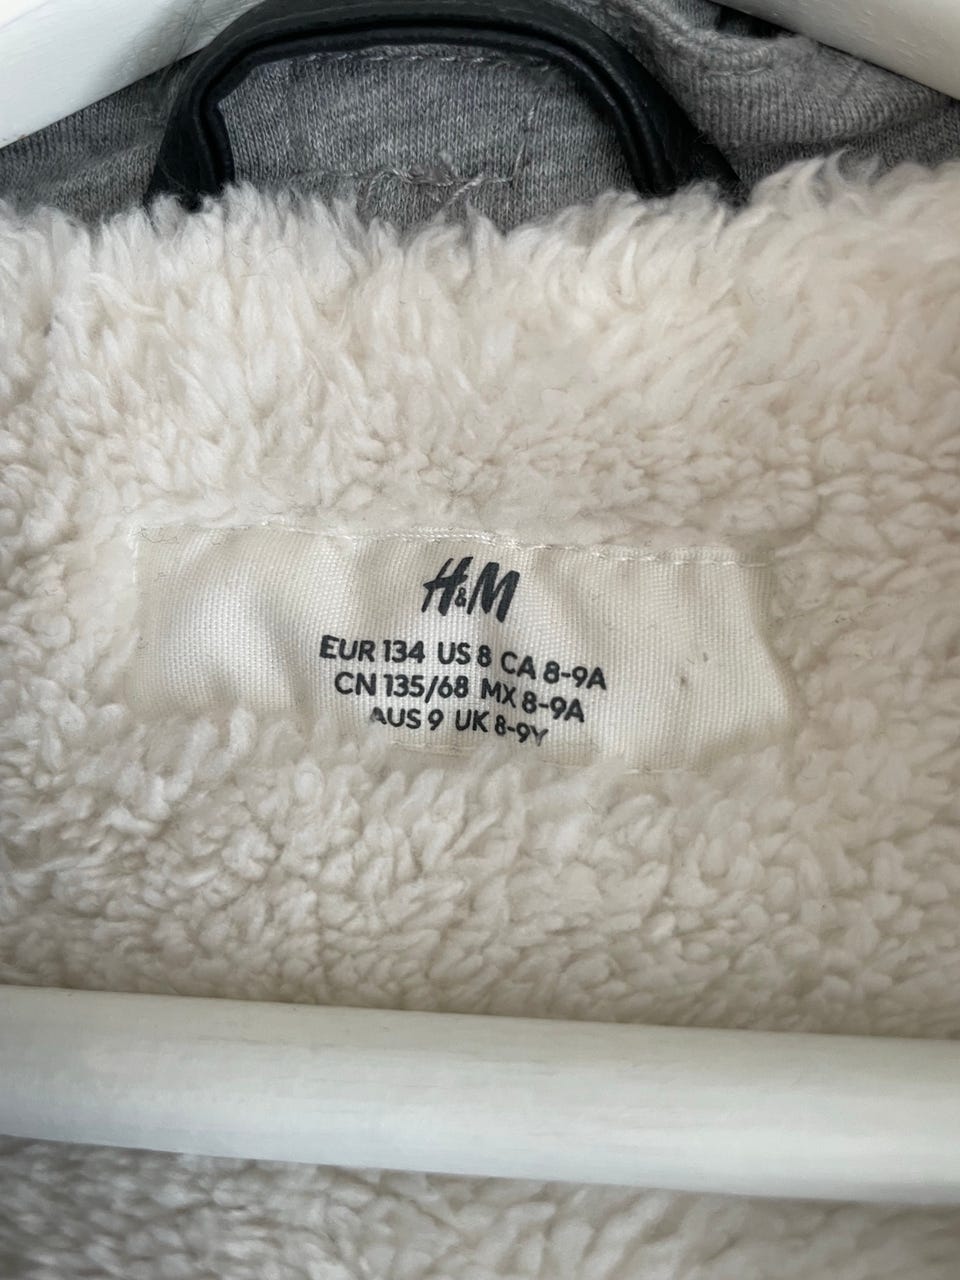 H&M
EUR 134 US 8 CA 8-9A
CN 135/68 MX 8-9A
AUS 9 UK 8-9Y